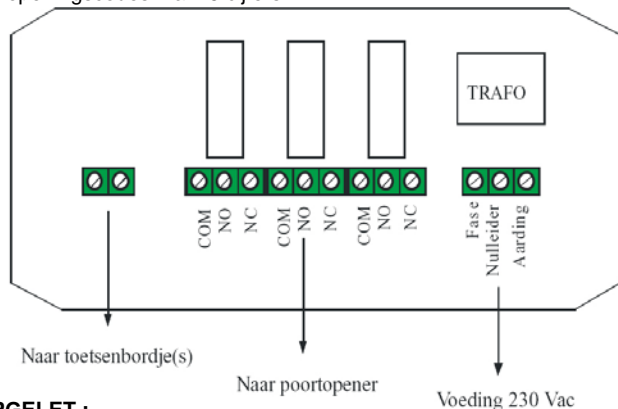 TRAFO
COM
NO
NC
COM
NO
NC
COM
NO
NC
Fase
Nulleider
Aarding
Naar toetsenbordje(s)
Naar poortopener
Voeding 230 Vac